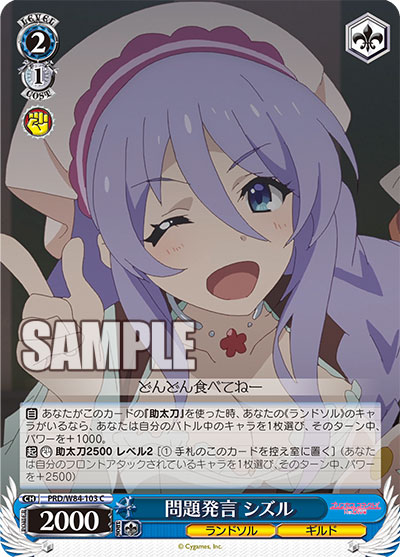 LEVEL
2
1
COST
SAMPLE
どんどん食べてねー
自 あなたがこのカードの『助太刀』を使った時、あなたの《ランドソル》のキャ
ラがいるなら、あなたは自分のバトル中のキャラを1枚選び、そのターン中、
パワーを+1000。
起 助太刀2500 レベル2 [① 手札のこのカードを控え室に置く] (あなた
は自分のフロントアタックされているキャラを1枚選び、そのターン中、パワ
ーを+2500)
CH PRD/W84-103 C
POWER
2000
SOUL
問題発言 シズル
ランドソル
ギルド
© Cygames, Inc.